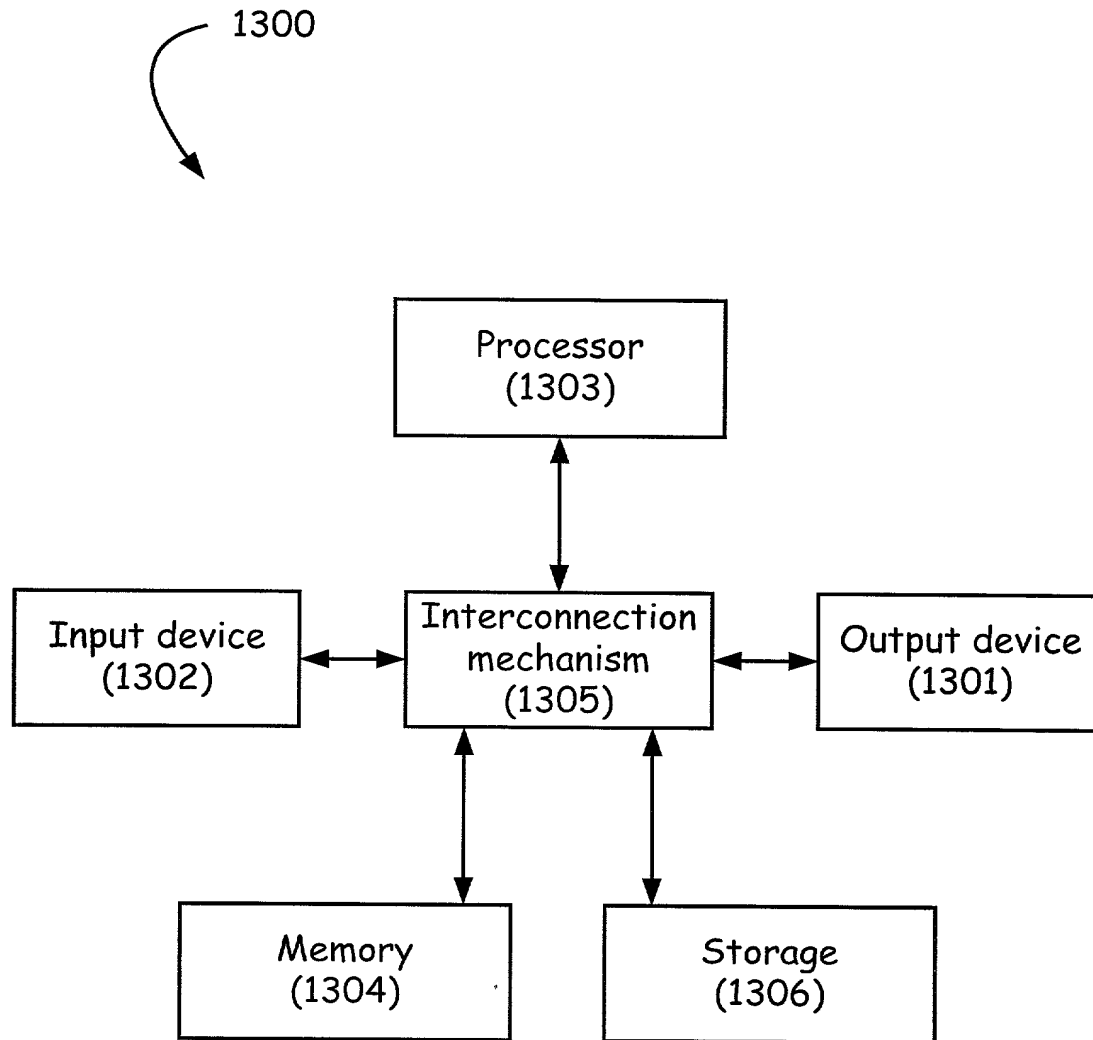 1300
Processor
(1303)
Input device
(1302)
Interconnection
mechanism
(1305)
Output device
(1301)
Memory
(1304)
Storage
(1306)